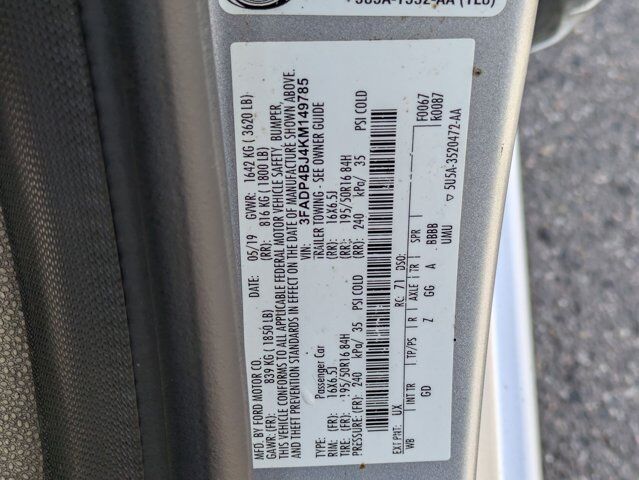 5U5A-1532-AA (TL6)
MFD. BY FORD MOTOR CO.
DATE: 05/19 GVWR: 1642 KG ( 3620 LB)
GAWR: (FR): 839 KG (1850 LB) (RR): 816 KG (1800 LB)
THIS VEHICLE CONFORMS TO ALL APPLICABLE FEDERAL MOTOR VEHICLE SAFETY, BUMPER,
AND THEFT PREVENTION STANDARDS IN EFFECT ON THE DATE OF MANUFACTURE SHOWN ABOVE.
VIN: 3FADP4BJ4KM149785
TYPE: Passenger Car TRAILER TOWING - SEE OWNER GUIDE
RIM: (FR): 16X6.5J (RR): 16X6.5J
TIRE: (FR): 195/50R16 84H (RR): 195/50R16 84H
PRESSURE: (FR): 240 kPa/ 35 PSI COLD (RR): 240 kPa/ 35 PSI COLD
EXT PNT: UX RC: 71 DSO: F0067
WB INT TR TP/PS R AXLE TR SPR R0087
GD Z GG A BBBB
UMU
▽ 5U5A-3520472-AA